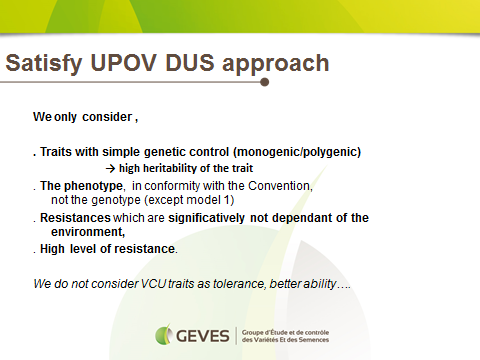 Satisfy UPOV DUS approach
We only consider ,
. Traits with simple genetic control (monogenic/polygenic)
→ high heritability of the trait
. The phenotype, in conformity with the Convention,
not the genotype (except model 1)
. Resistances which are significatively not dependant of the
environment,
. High level of resistance.
We do not consider VCU traits as tolerance, better ability….
GEVES
Groupe d'Étude et de contrôle
des Variétés Et des Semences